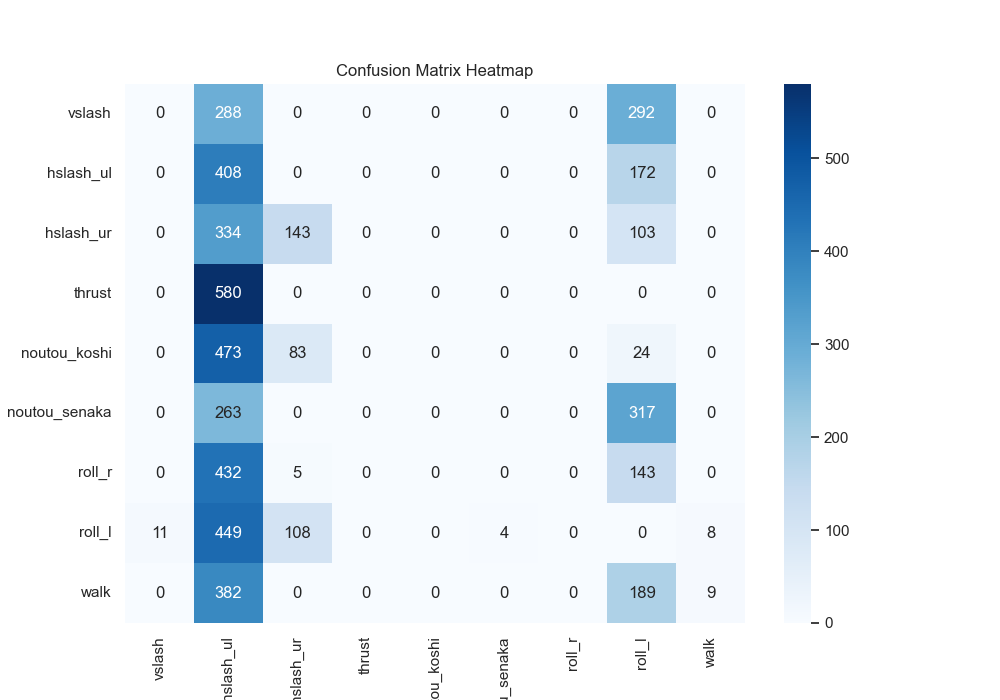 Confusion Matrix Heatmap
vslash 0 288 0 0 0 0 0 292 0
hslash_ul 0 408 0 0 0 0 0 172 0
hslash_ur 0 334 143 0 0 0 0 103 0
thrust 0 580 0 0 0 0 0 0 0
noutou_koshi 0 473 83 0 0 0 0 24 0
noutou_senaka 0 263 0 0 0 0 0 317 0
roll_r 0 432 5 0 0 0 0 143 0
roll_l 11 449 108 0 0 4 0 0 8
walk 0 382 0 0 0 0 0 189 9
vslash
hslash_ul
hslash_ur
thrust
ou_koshi
u_senaka
roll_r
roll_l
walk
500
400
300
200
100
0